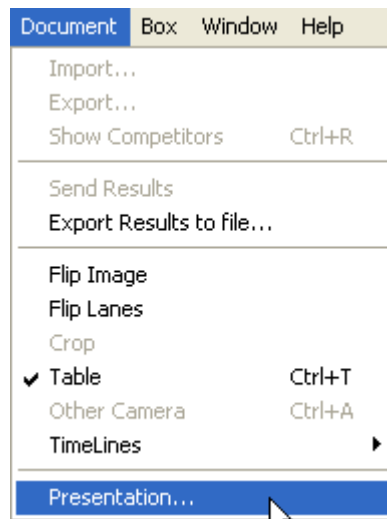 Document Box Window Help
Import...
Export...
Show Competitors Ctrl+R
Send Results
Export Results to file...
Flip Image
Flip Lanes
Crop
Table Ctrl+T
Other Camera Ctrl+A
TimeLines
Presentation...